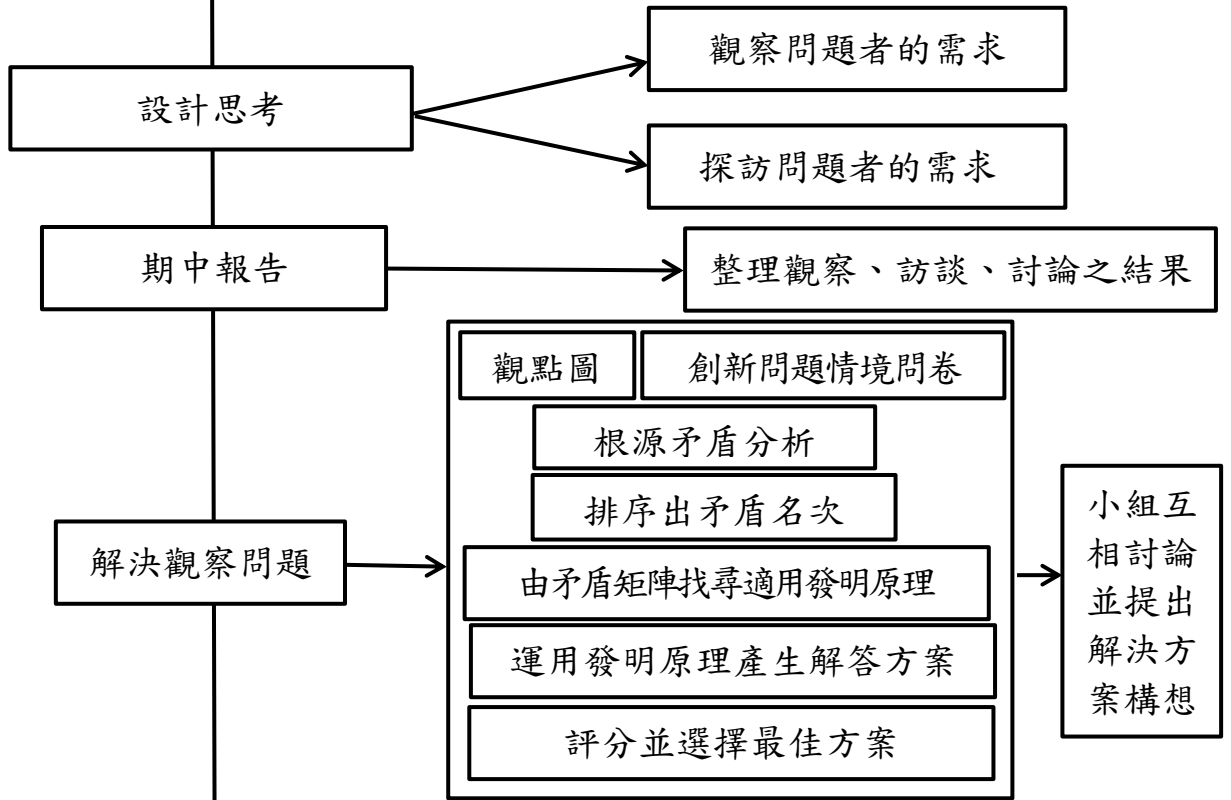 設計思考
觀察問題者的需求
探訪問題者的需求
期中報告
整理觀察、訪談、討論之結果
解決觀察問題
觀點圖
創新問題情境問卷
根源矛盾分析
排序出矛盾名次
由矛盾矩陣找尋適用發明原理
運用發明原理產生解答方案
評分並選擇最佳方案
小組互
相討論
並提出
解決方
案構想